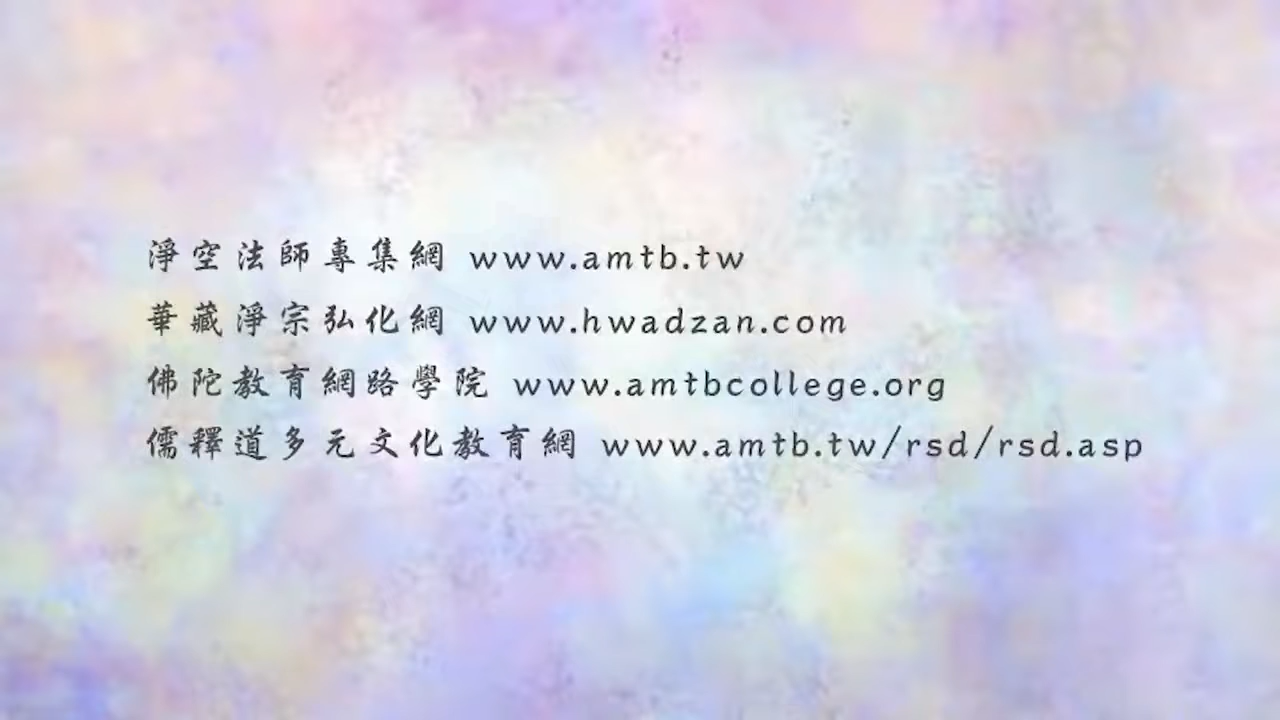 淨空法師專集網 www.amtb.tw
華藏淨宗弘化網 www.hwadzan.com
佛陀教育網路學院 www.amtbcollege.org
儒釋道多元文化教育網 www.amtb.tw/rsd/rsd.asp